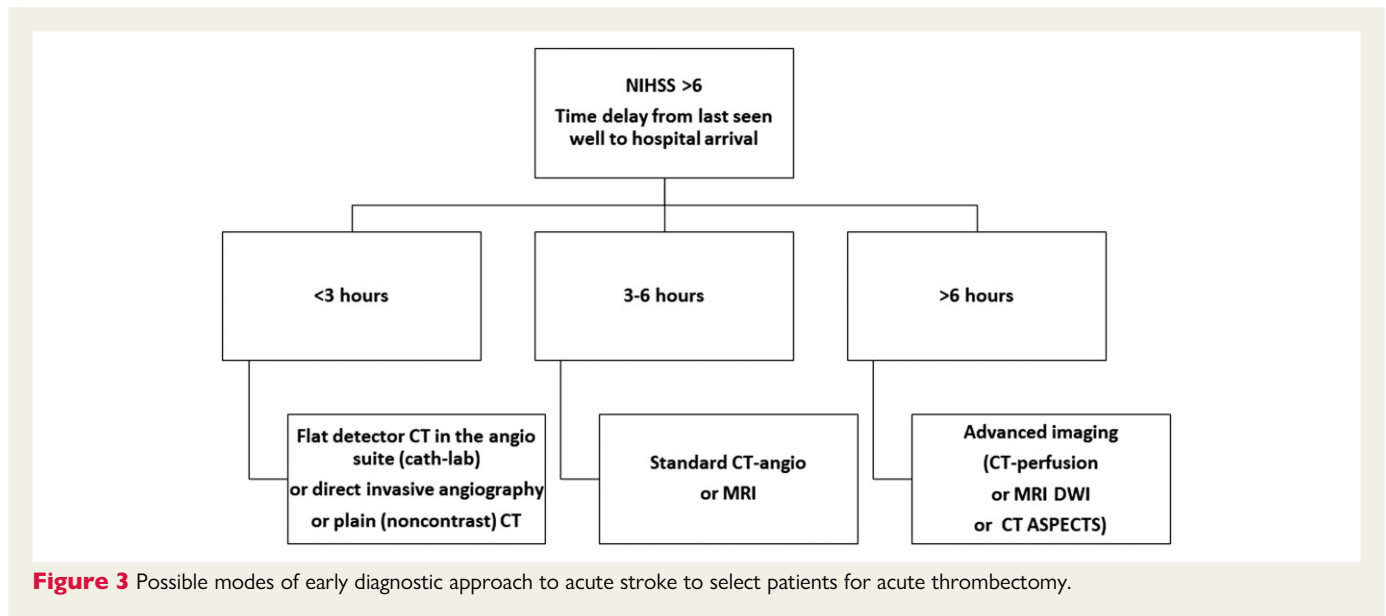 NIHSS >6
Time delay from last seen
well to hospital arrival
<3 hours
3-6 hours
>6 hours
Flat detector CT in the angio
suite (cath-lab)
or direct invasive angiography
or plain (noncontrast) CT
Standard CT-angio
or MRI
Advanced imaging
(CT-perfusion
or MRI DWI
or CT ASPECTS)
Figure 3 Possible modes of early diagnostic approach to acute stroke to select patients for acute thrombectomy.